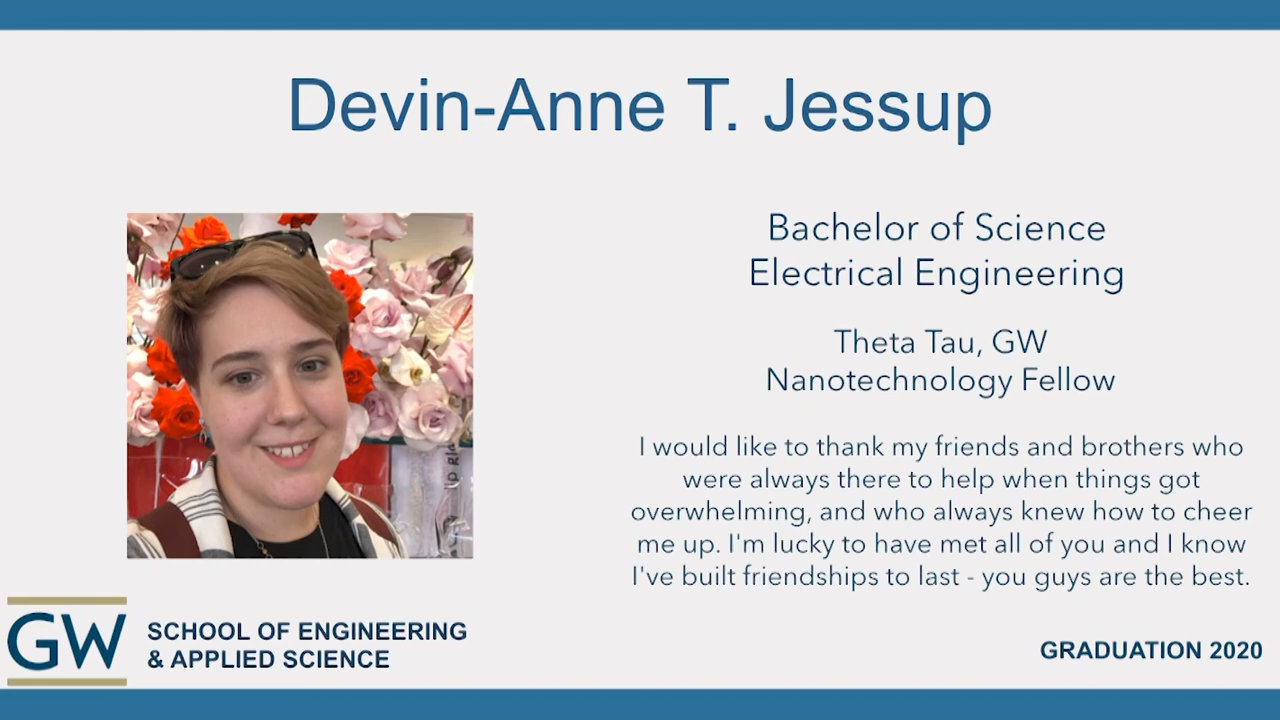 Devin-Anne T. Jessup
Bachelor of Science
Electrical Engineering
Theta Tau, GW
Nanotechnology Fellow
I would like to thank my friends and brothers who
were always there to help when things got
overwhelming, and who always knew how to cheer
me up. I'm lucky to have met all of you and I know
I've built friendships to last - you guys are the best.
GW
SCHOOL OF ENGINEERING
& APPLIED SCIENCE
GRADUATION 2020